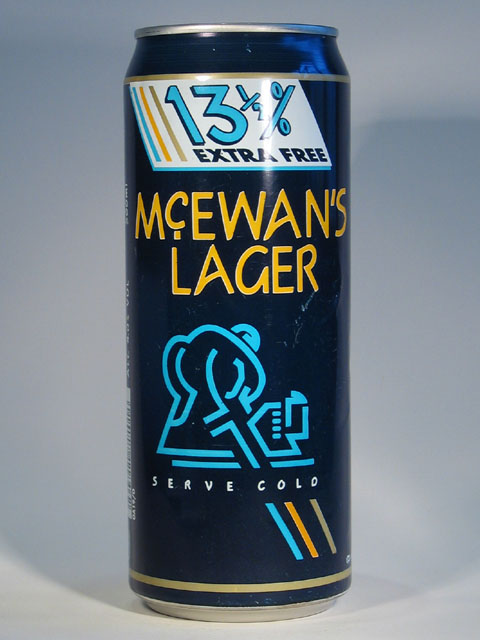 13½%
EXTRA FREE
McEWAN'S
LAGER
SERVE COLD